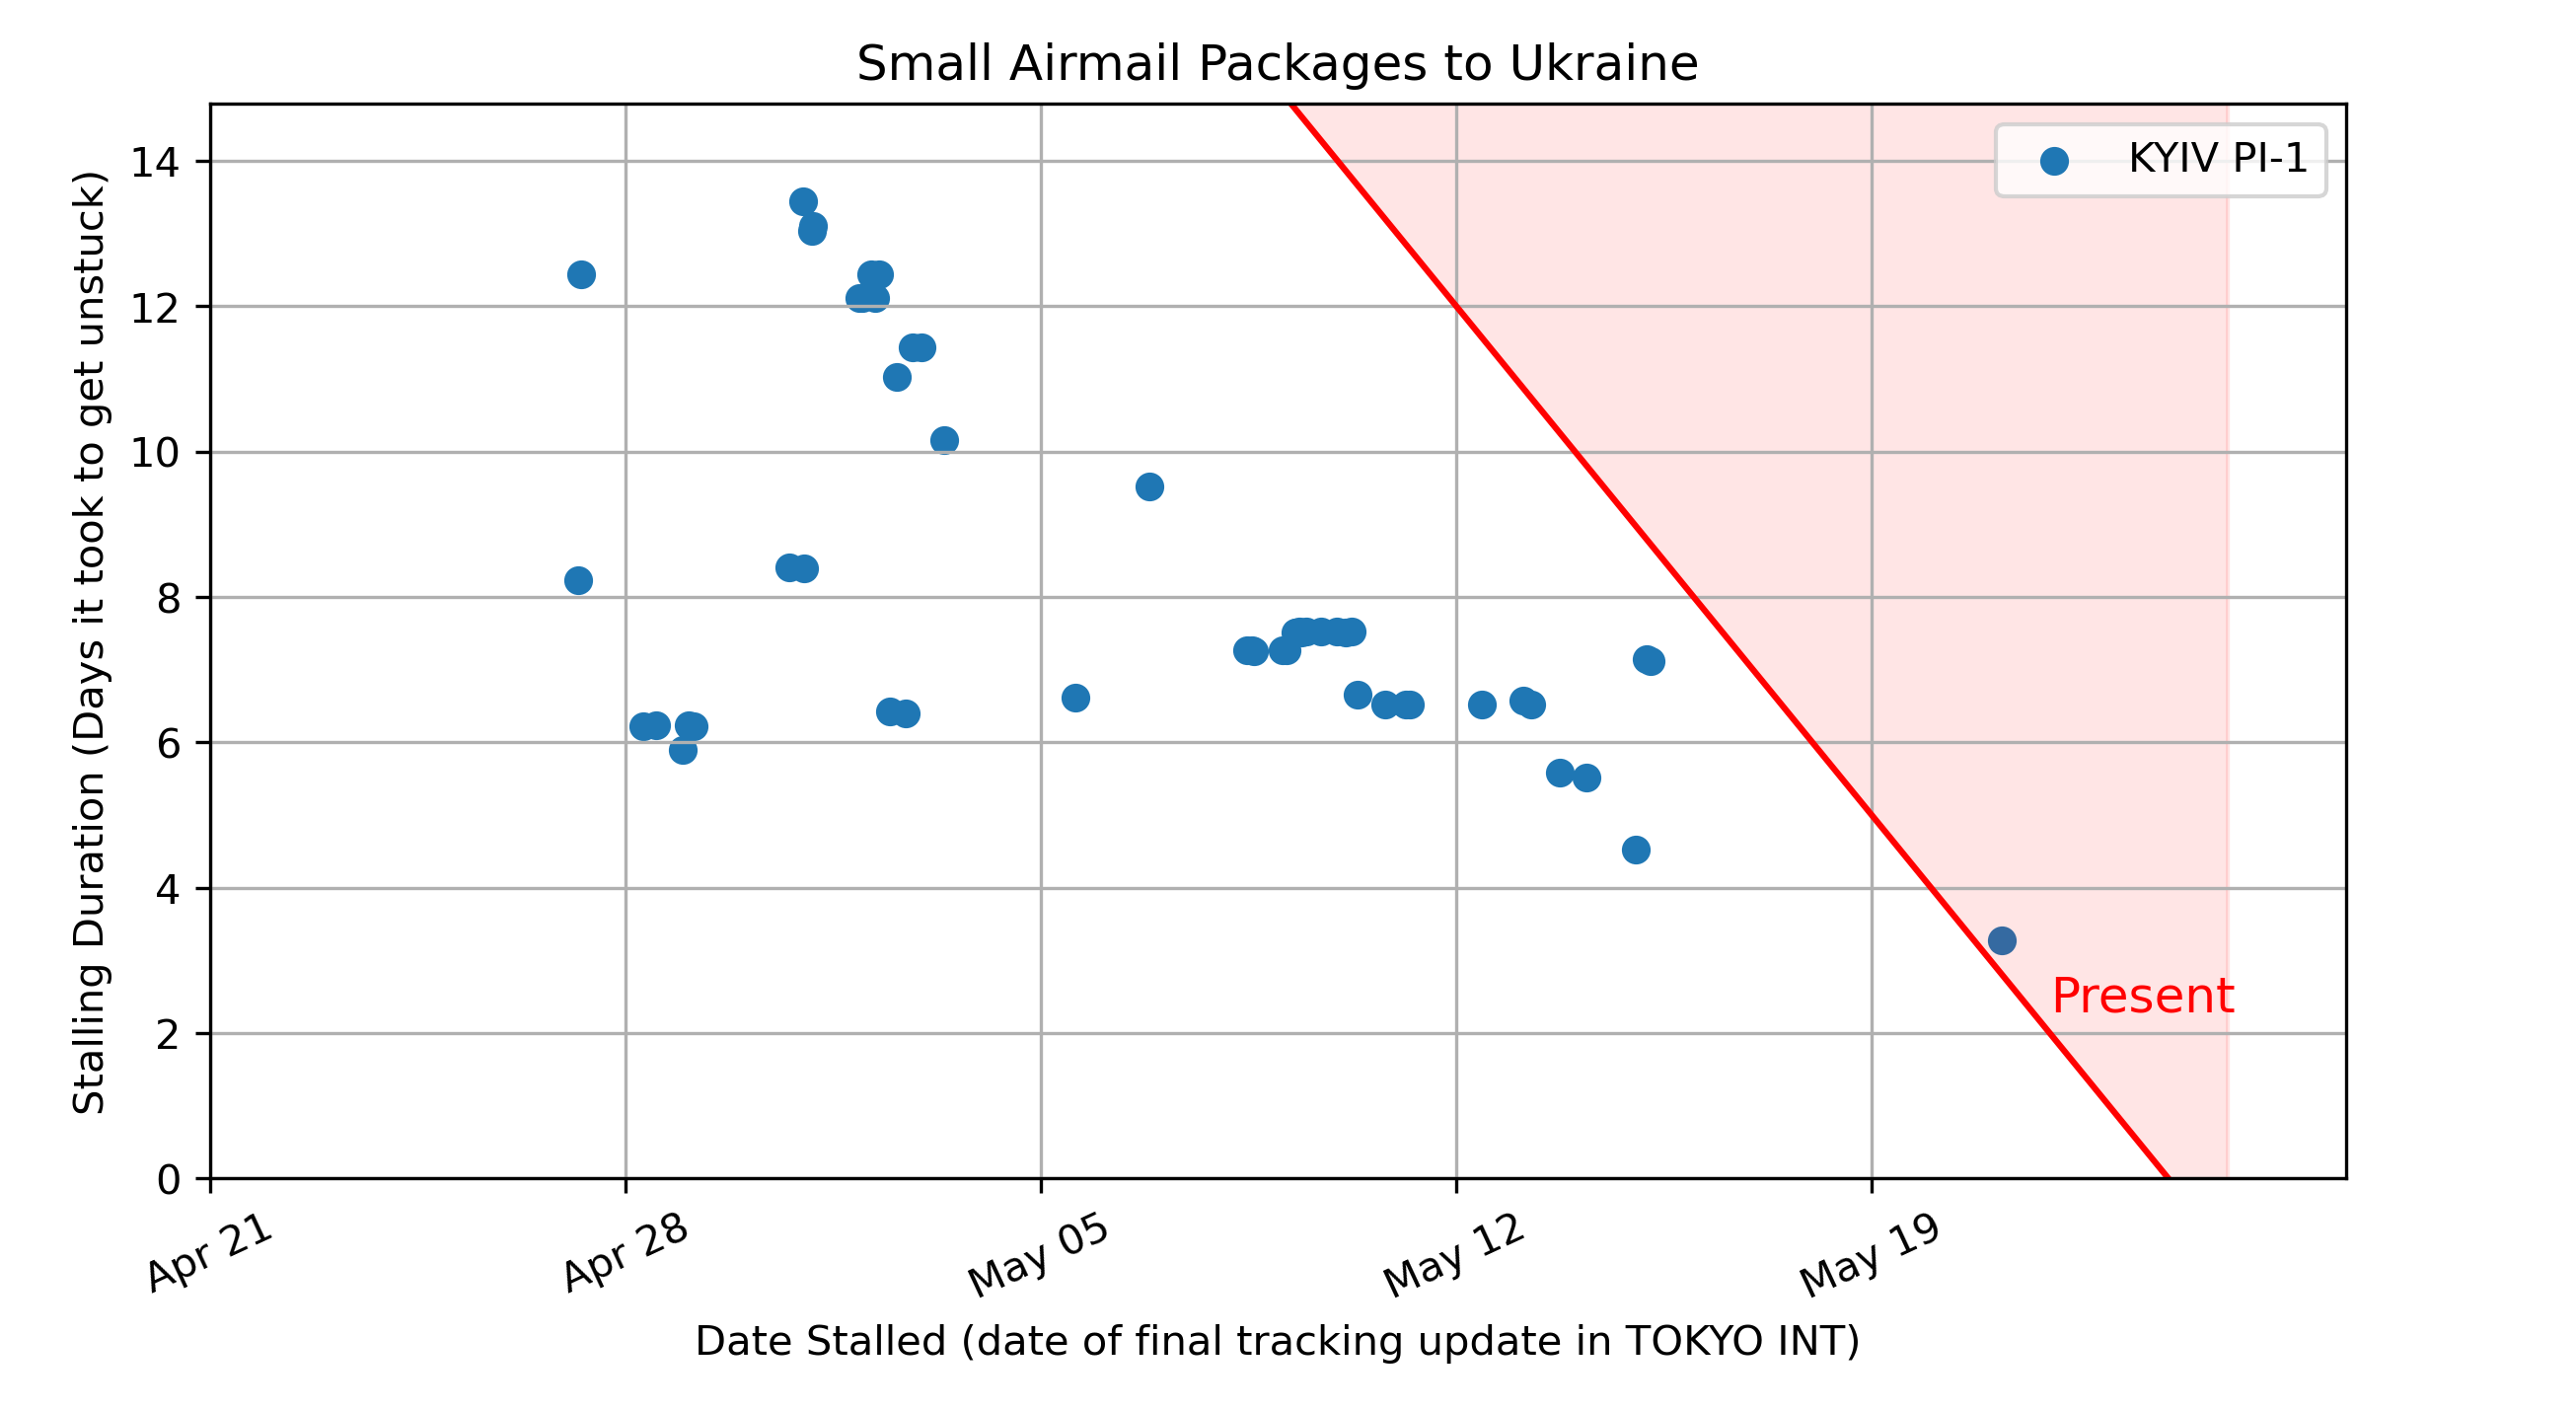 Small Airmail Packages to Ukraine
Stalling Duration (Days it took to get unstuck)
14
12
10
8
6
4
2
0
KYIV PI-1
Present
Apr 21
Apr 28
May 05
May 12
May 19
Date Stalled (date of final tracking update in TOKYO INT)